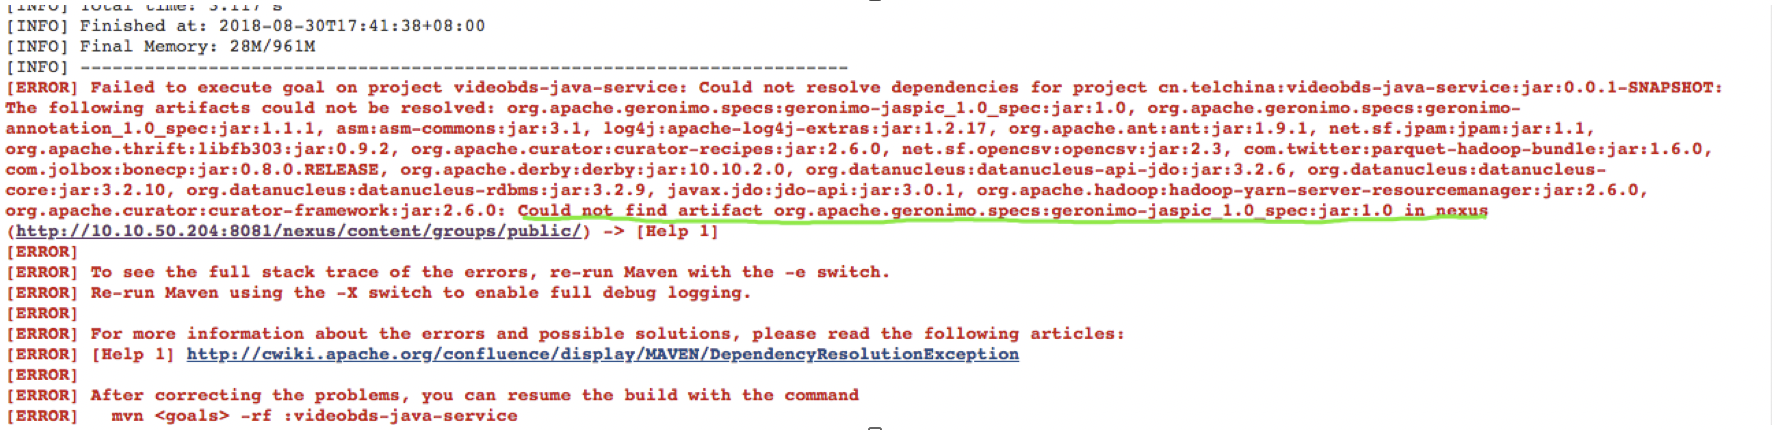 [INFO] Total time: 3.117 s
[INFO] Finished at: 2018-08-30T17:41:38+08:00
[INFO] Final Memory: 28M/961M
[INFO] ------------------------------------------------------------------------
[ERROR] Failed to execute goal on project videobds-java-service: Could not resolve dependencies for project cn.telchina:videobds-java-service:jar:0.0.1-SNAPSHOT:
The following artifacts could not be resolved: org.apache.geronimo.specs:geronimo-jaspic_1.0_spec:jar:1.0, org.apache.geronimo.specs:geronimo-
annotation_1.0_spec:jar:1.1.1, asm:asm-commons:jar:3.1, log4j:apache-log4j-extras:jar:1.2.17, org.apache.ant:ant:jar:1.9.1, net.sf.jpam:jpam:jar:1.1,
org.apache.thrift:libfb303:jar:0.9.2, org.apache.curator:curator-recipes:jar:2.6.0, net.sf.opencsv:opencsv:jar:2.3, com.twitter:parquet-hadoop-bundle:jar:1.6.0,
com.jolbox:bonecp:jar:0.8.0.RELEASE, org.apache.derby:derby:jar:10.10.2.0, org.datanucleus:datanucleus-api-jdo:jar:3.2.6, org.datanucleus:datanucleus-
core:jar:3.2.10, org.datanucleus:datanucleus-rdbms:jar:3.2.9, javax.jdo:jdo-api:jar:3.0.1, org.apache.hadoop:hadoop-yarn-server-resourcemanager:jar:2.6.0,
org.apache.curator:curator-framework:jar:2.6.0: Could not find artifact org.apache.geronimo.specs:geronimo-jaspic_1.0_spec:jar:1.0 in nexus
(http://10.10.50.204:8081/nexus/content/groups/public/) -> [Help 1]
[ERROR]
[ERROR] To see the full stack trace of the errors, re-run Maven with the -e switch.
[ERROR] Re-run Maven using the -X switch to enable full debug logging.
[ERROR]
[ERROR] For more information about the errors and possible solutions, please read the following articles:
[ERROR] [Help 1] http://cwiki.apache.org/confluence/display/MAVEN/DependencyResolutionException
[ERROR]
[ERROR] After correcting the problems, you can resume the build with the command
[ERROR]   mvn <goals> -rf :videobds-java-service